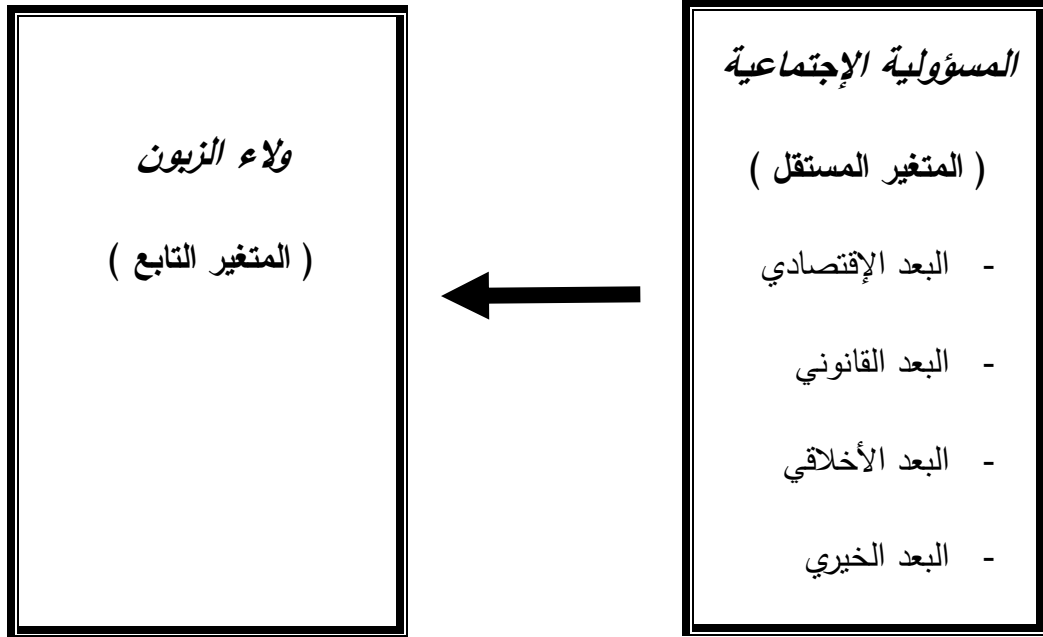 المسؤولية الإجتماعية
( المتغير المستقل )
- البعد الإقتصادي
- البعد القانوني
- البعد الأخلاقي
- البعد الخيري
ولاء الزبون
( المتغير التابع )